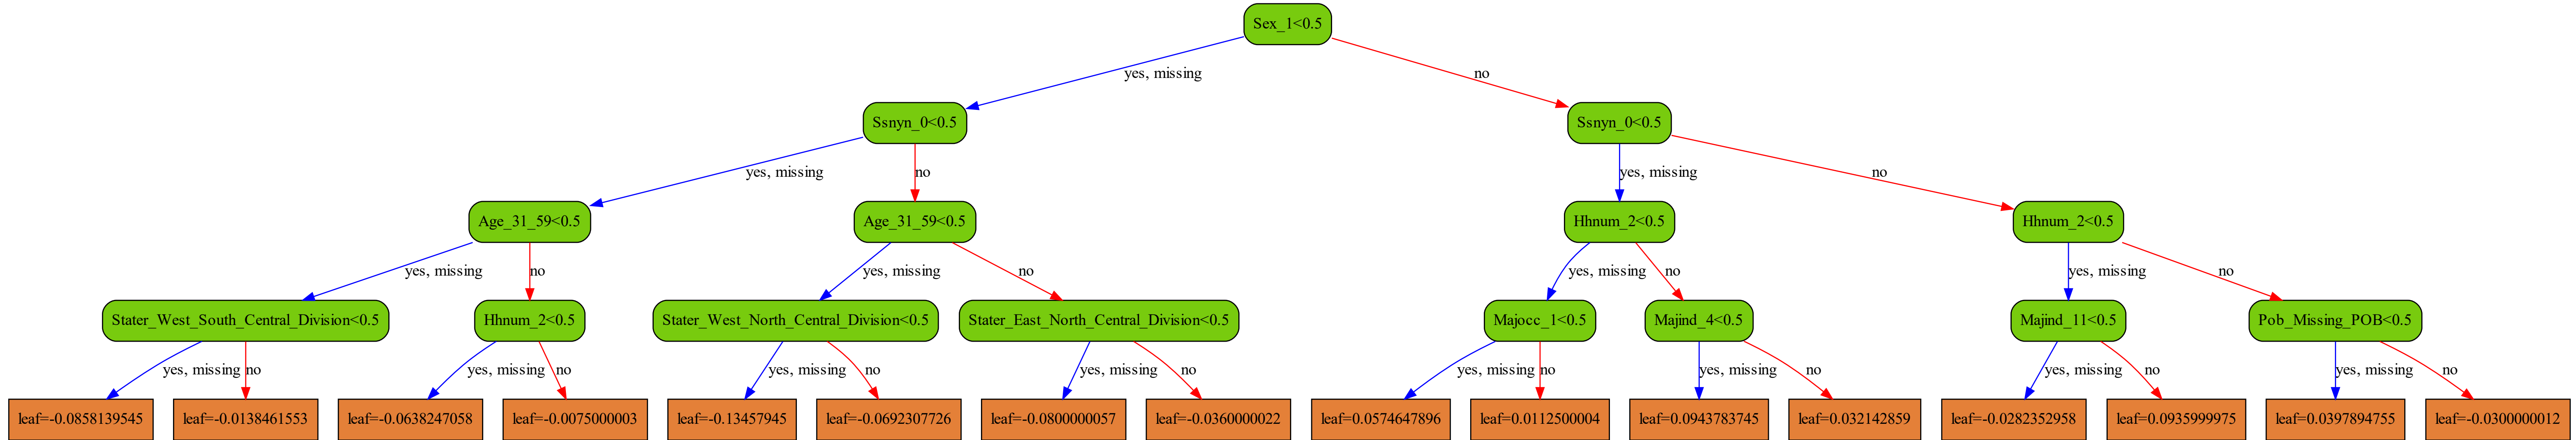 Sex_1<0.5
yes, missing
no
Ssnyn_0<0.5
Ssnyn_0<0.5
yes, missing
no
yes, missing
no
Age_31_59<0.5
Age_31_59<0.5
Hhnum_2<0.5
Hhnum_2<0.5
yes, missing
no
yes, missing
no
yes, missing
no
yes, missing
no
Stater_West_South_Central_Division<0.5
Hhnum_2<0.5
Stater_West_North_Central_Division<0.5
Stater_East_North_Central_Division<0.5
Majocc_1<0.5
Majind_4<0.5
Majind_11<0.5
Pob_Missing_POB<0.5
yes, missing
no
yes, missing
no
yes, missing
no
yes, missing
no
yes, missing
no
yes, missing
no
yes, missing
no
yes, missing
no
leaf=-0.0858139545
leaf=-0.0138461553
leaf=-0.0638247058
leaf=-0.0075000003
leaf=-0.13457945
leaf=-0.0692307726
leaf=-0.0800000057
leaf=-0.0360000022
leaf=0.0574647896
leaf=0.0112500004
leaf=0.0943783745
leaf=0.032142859
leaf=-0.0282352958
leaf=0.0935999975
leaf=0.0397894755
leaf=-0.0300000012